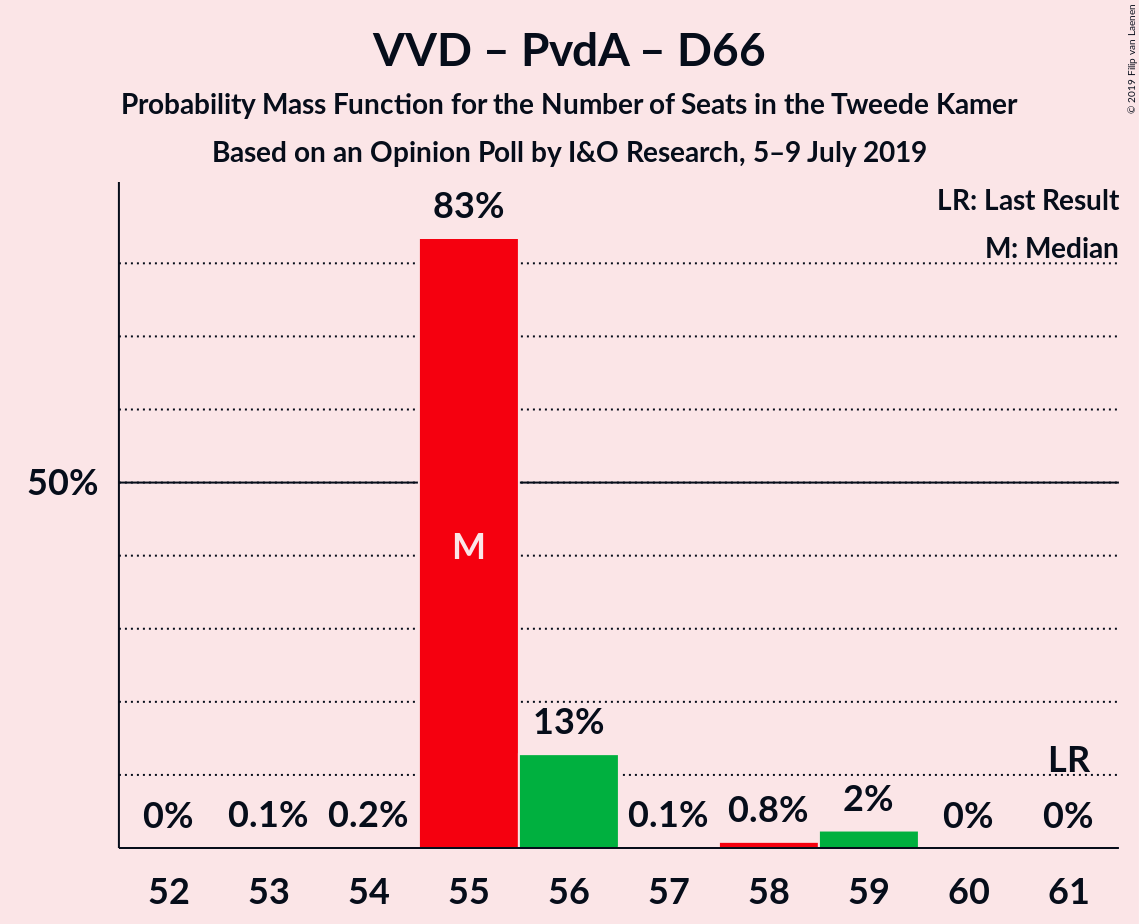 VVD – PvdA – D66
Probability Mass Function for the Number of Seats in the Tweede Kamer
Based on an Opinion Poll by I&O Research, 5–9 July 2019
© 2019 Filip van Laenen
LR: Last Result
M: Median
50%
0%
0.1%
0.2%
83%
M
13%
0.1%
0.8%
2%
0%
LR
0%
52 53 54 55 56 57 58 59 60 61